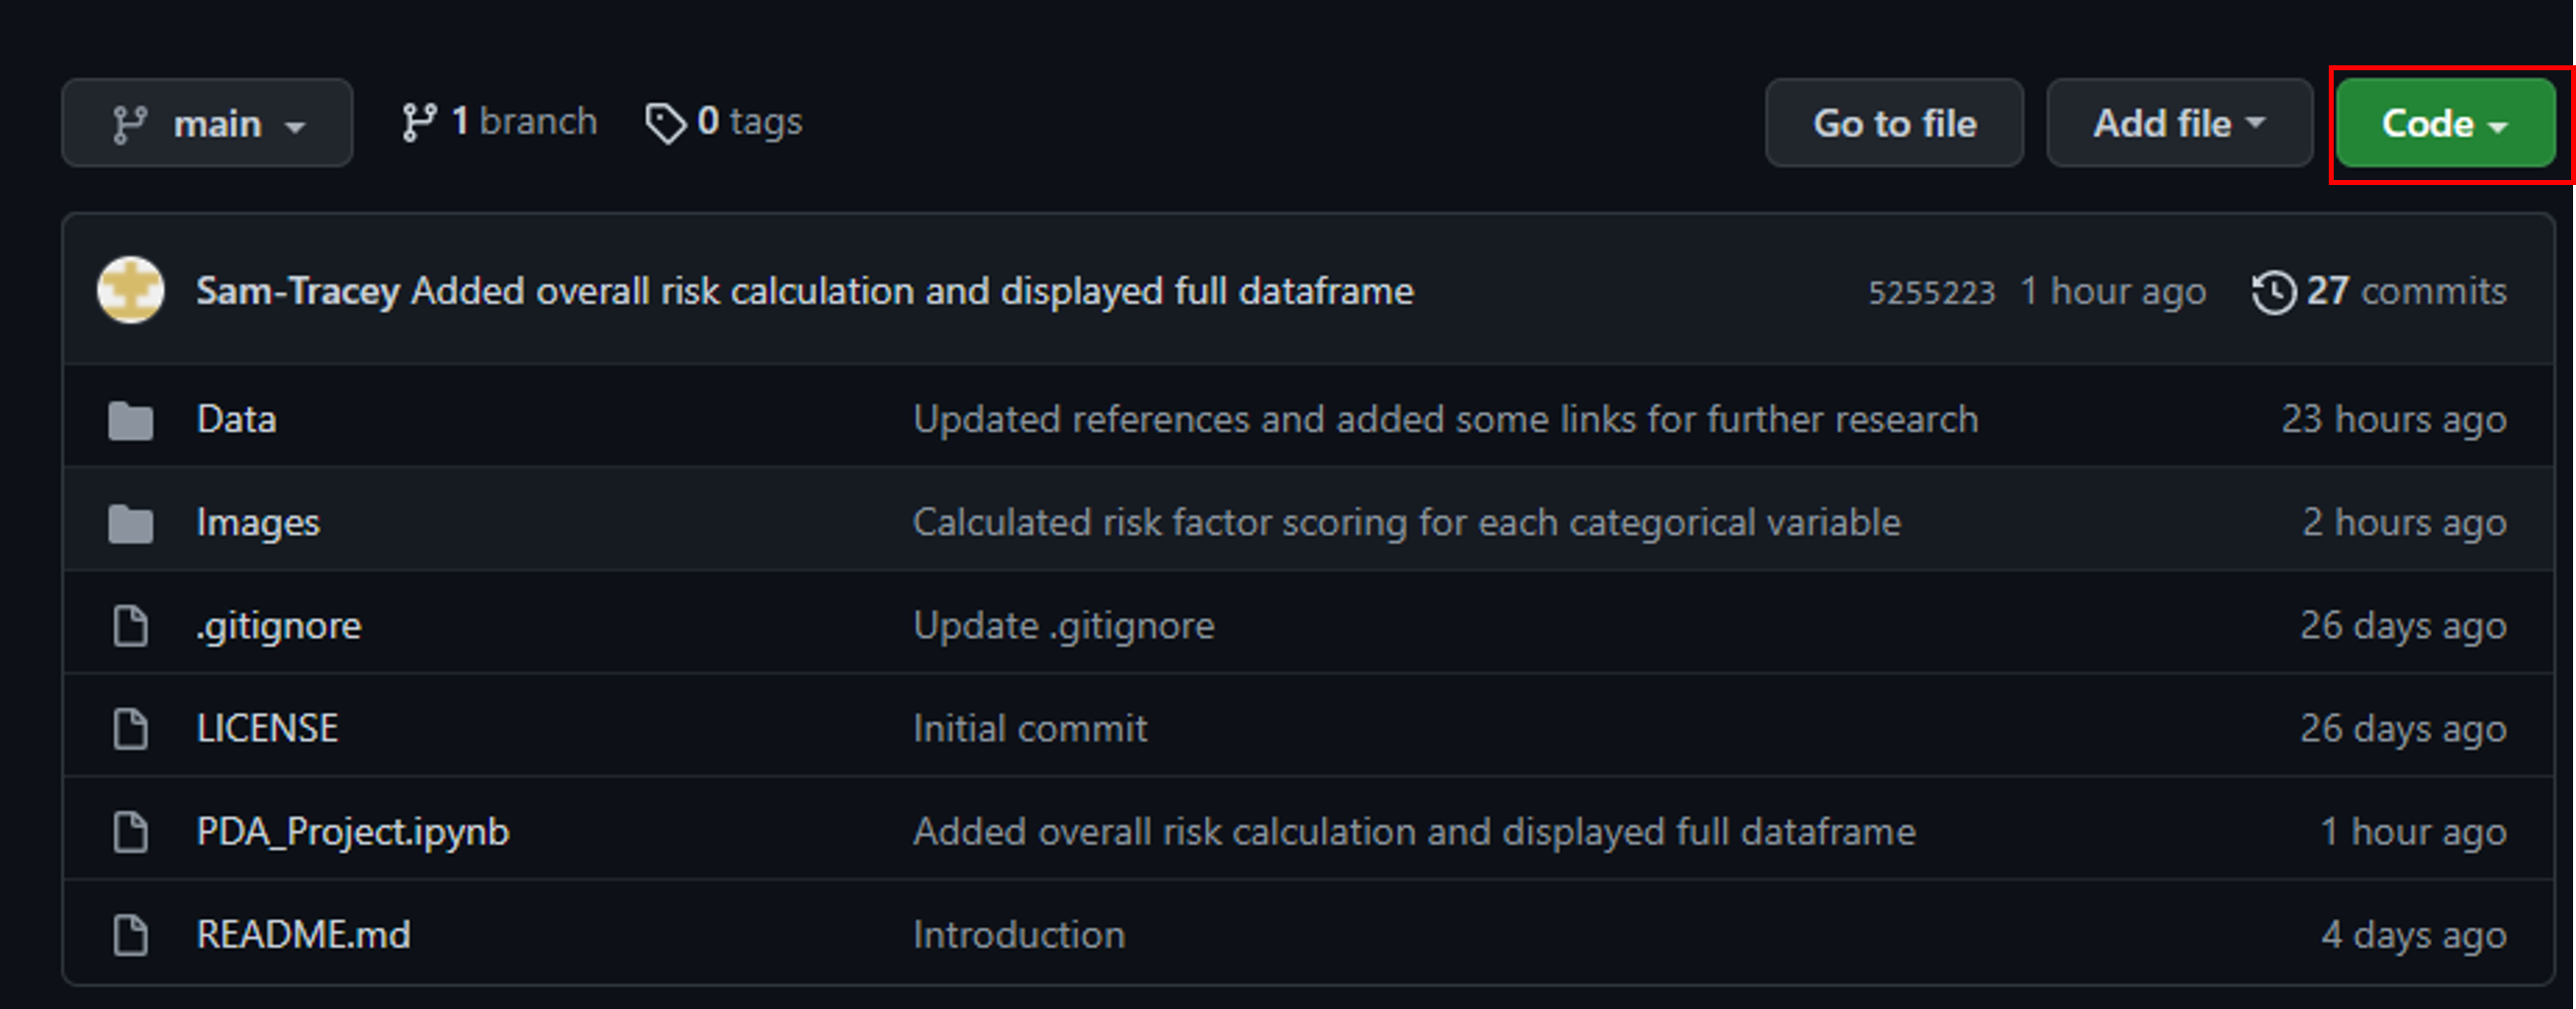 main 1 branch 0 tags Go to file Add file Code
Sam-Tracey Added overall risk calculation and displayed full dataframe 5255223 1 hour ago 27 commits
Data Updated references and added some links for further research 23 hours ago
Images Calculated risk factor scoring for each categorical variable 2 hours ago
.gitignore Update .gitignore 26 days ago
LICENSE Initial commit 26 days ago
PDA_Project.ipynb Added overall risk calculation and displayed full dataframe 1 hour ago
README.md Introduction 4 days ago